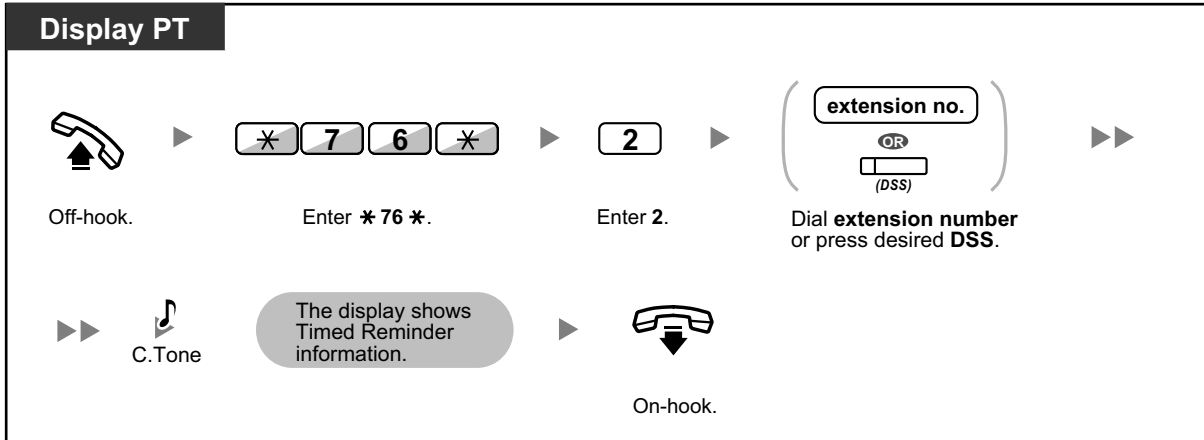 Display PT
* 7 6 *
2
extension no.
OR
(DSS)
Off-hook.
Enter * 76 *.
Enter 2.
Dial extension number
or press desired DSS.
C.Tone
The display shows
Timed Reminder
information.
On-hook.